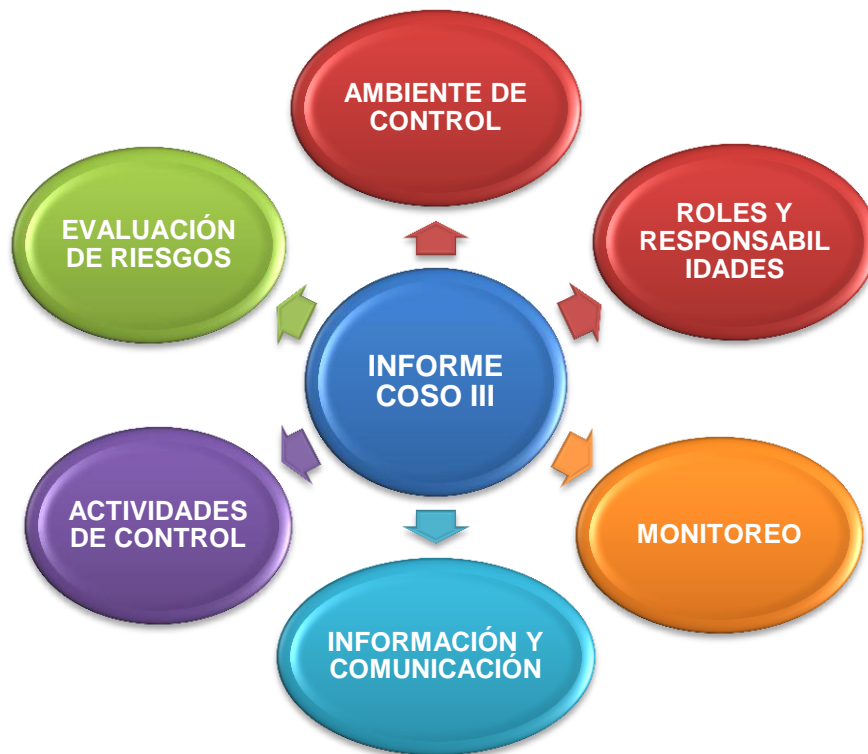 AMBIENTE DE
CONTROL
ROLES Y
RESPONSABIL
IDADES
MONITOREO
INFORMACIÓN Y
COMUNICACIÓN
ACTIVIDADES
DE CONTROL
EVALUACIÓN
DE RIESGOS
INFORME
COSO III